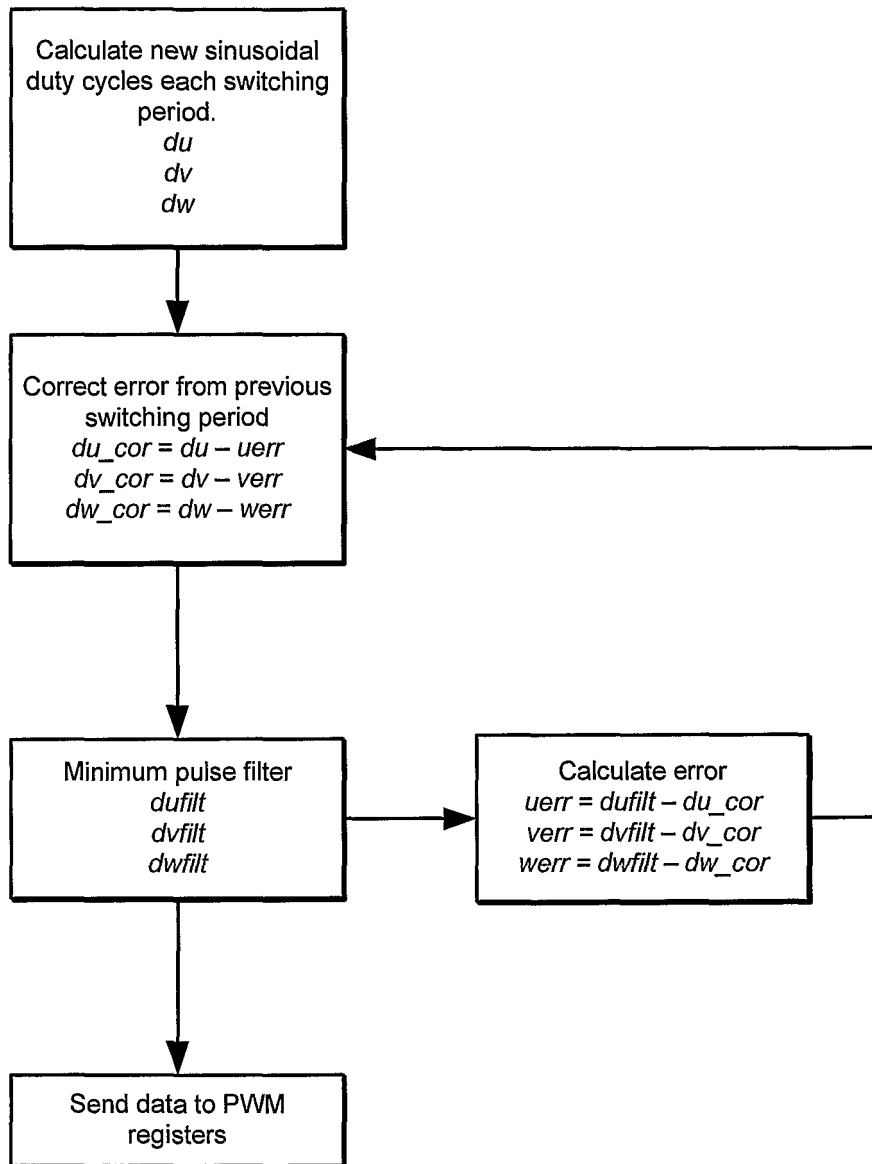 Calculate new sinusoidal
duty cycles each switching
period.
du
dv
dw
Correct error from previous
switching period
du_cor = du – uerr
dv_cor = dv – verr
dw_cor = dw – werr
Minimum pulse filter
dufilt
dvfilt
dwfilt
Calculate error
uerr = dufilt – du_cor
verr = dvfilt – dv_cor
werr = dwfilt – dw_cor
Send data to PWM
registers